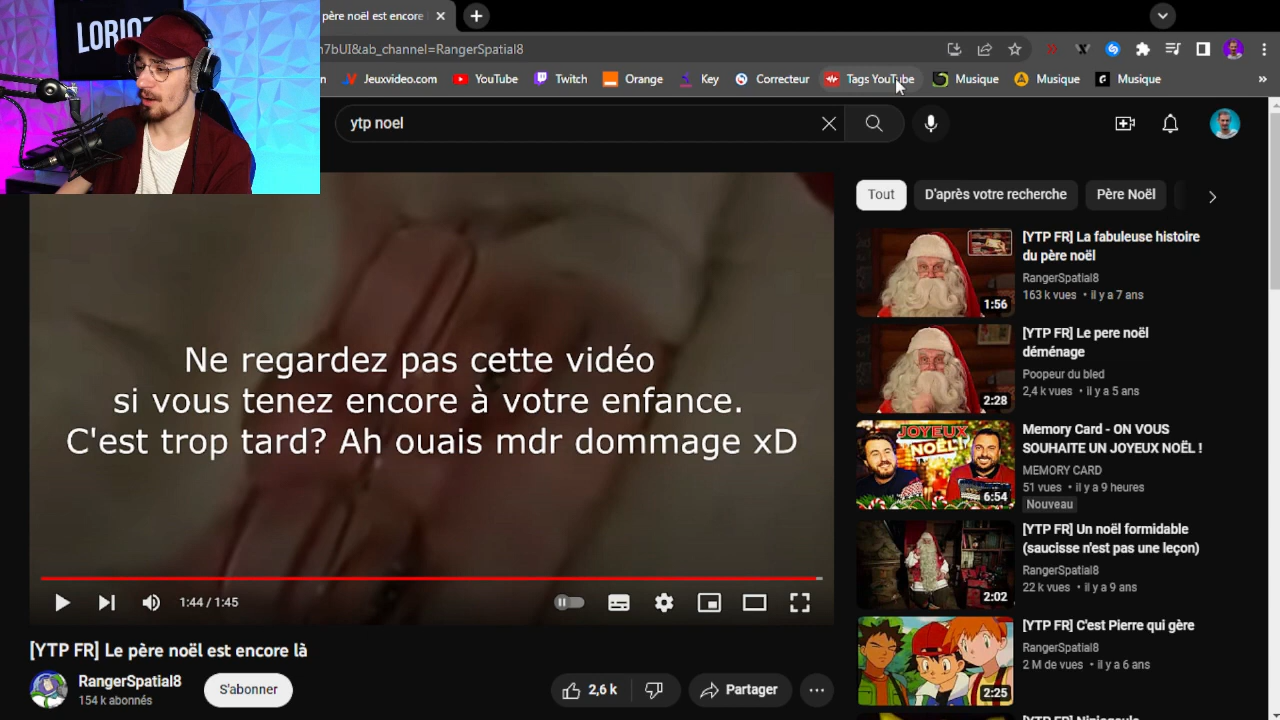 LORIOZ
père noël est encore
n7bUI&ab_channel=RangerSpatial8
Jeuxvideo.com
YouTube
Twitch
Orange
Key
Correcteur
Tags YouTube
Musique
Musique
Musique
ytp noel
Ne regardez pas cette vidéo
si vous tenez encore à votre enfance.
C'est trop tard? Ah ouais mdr dommage xD
1:44 / 1:45
[YTP FR] Le père noël est encore là
RangerSpatial8
154 k abonnés
S'abonner
2,6 k
Partager
Tout
D'après votre recherche
Père Noël
[YTP FR] La fabuleuse histoire
du père noël
RangerSpatial8
163 k vues • il y a 7 ans
1:56
[YTP FR] Le pere noël
déménage
Poopeur du bled
2,4 k vues • il y a 5 ans
2:28
Memory Card - ON VOUS
SOUHAITE UN JOYEUX NOËL !
MEMORY CARD
51 vues • il y a 9 heures
Nouveau
JOYEUX
NOËL
6:54
[YTP FR] Un noël formidable
(saucisse n'est pas une leçon)
RangerSpatial8
22 k vues • il y a 9 ans
2:02
[YTP FR] C'est Pierre qui gère
RangerSpatial8
2 M de vues • il y a 6 ans
2:25